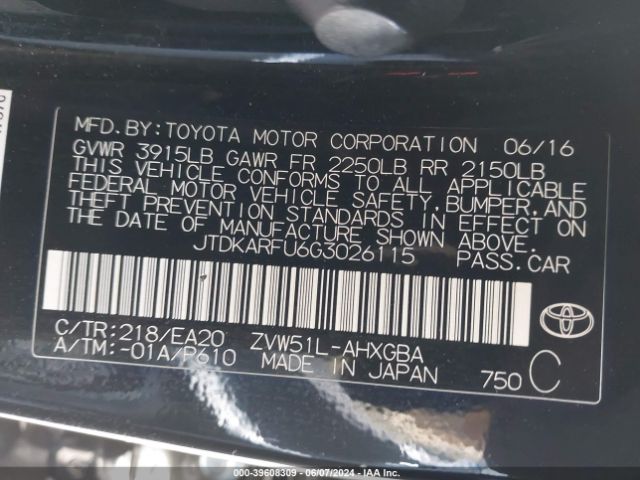 MFD.BY:TOYOTA MOTOR CORPORATION 06/16
GVWR 3915LB GAWR FR 2250LB RR 2150LB
THIS VEHICLE CONFORMS TO ALL APPLICABLE
FEDERAL MOTOR VEHICLE SAFETY,BUMPER,AND
THEFT PREVENTION STANDARDS IN EFFECT ON
THE DATE OF MANUFACTURE SHOWN ABOVE.
JTDKARFU6G3026115 PASS.CAR
C/TR:218/EA20 ZVW51L-AHXGBA
A/TM:-01A/P610 MADE IN JAPAN 750 C
TOYOTA
000-39608309 - 06/07/2024 - IAA Inc.